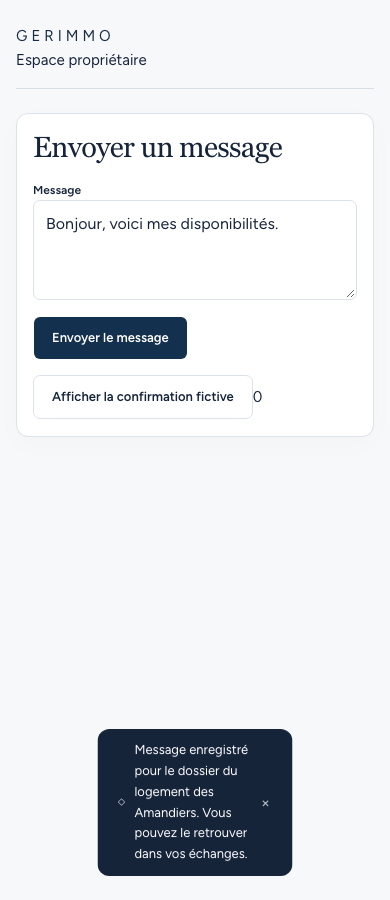 GERIMMO
Espace propriétaire
Envoyer un message
Message
Bonjour, voici mes disponibilités.
Envoyer le message
Afficher la confirmation fictive 0
Message enregistré
pour le dossier du
logement des
Amandiers. Vous
pouvez le retrouver
dans vos échanges.